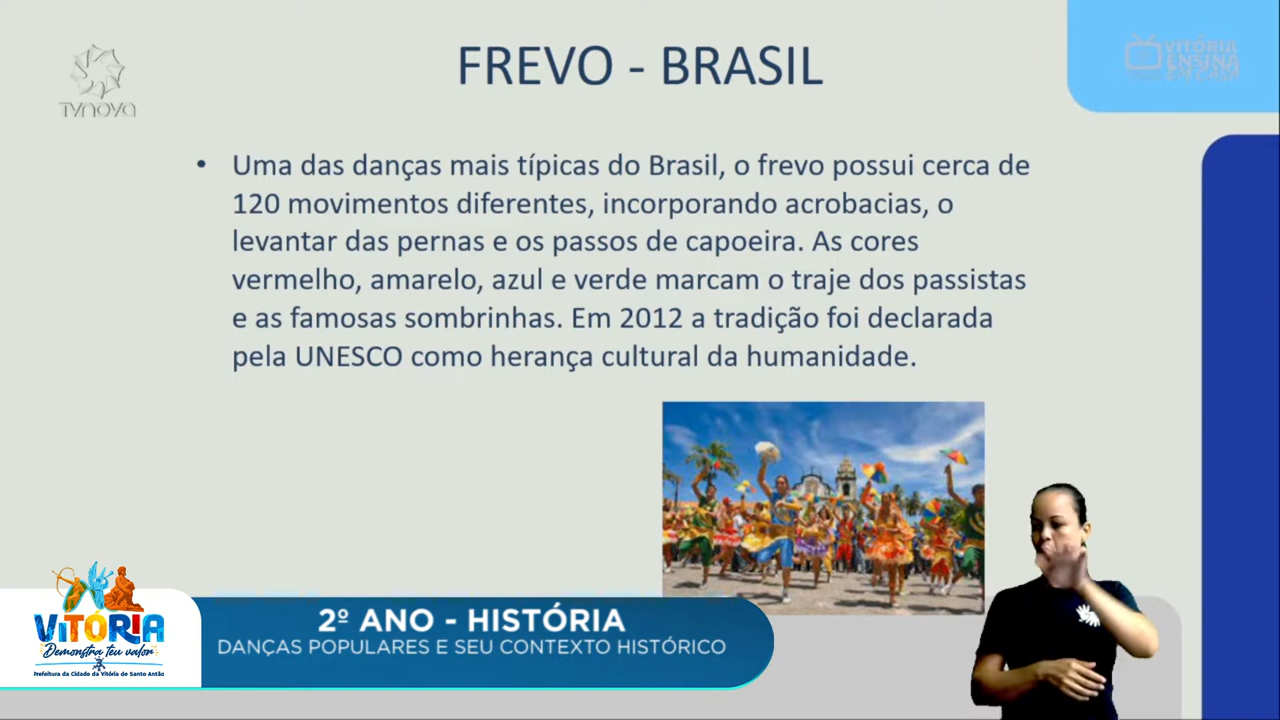 FREVO - BRASIL
TVNOVA
VITÓRIA
ENSINA
EM CASA
• Uma das danças mais típicas do Brasil, o frevo possui cerca de
120 movimentos diferentes, incorporando acrobacias, o
levantar das pernas e os passos de capoeira. As cores
vermelho, amarelo, azul e verde marcam o traje dos passistas
e as famosas sombrinhas. Em 2012 a tradição foi declarada
pela UNESCO como herança cultural da humanidade.
2º ANO - HISTÓRIA
DANÇAS POPULARES E SEU CONTEXTO HISTÓRICO
VITÓRIA
Demonstra teu valor
Prefeitura da Cidade da Vitória de Santo Antão